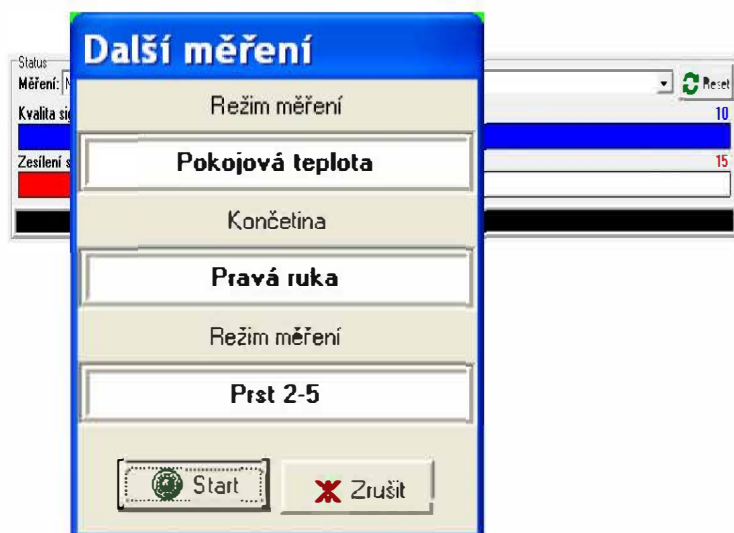 Další měření
Status
Měření:
Reset
Režim měření
Kvalita
10
Pokojová teplota
Zesílení
15
Končetina
Pravá ruka
Režim měření
Prst 2-5
Start
Zrušit